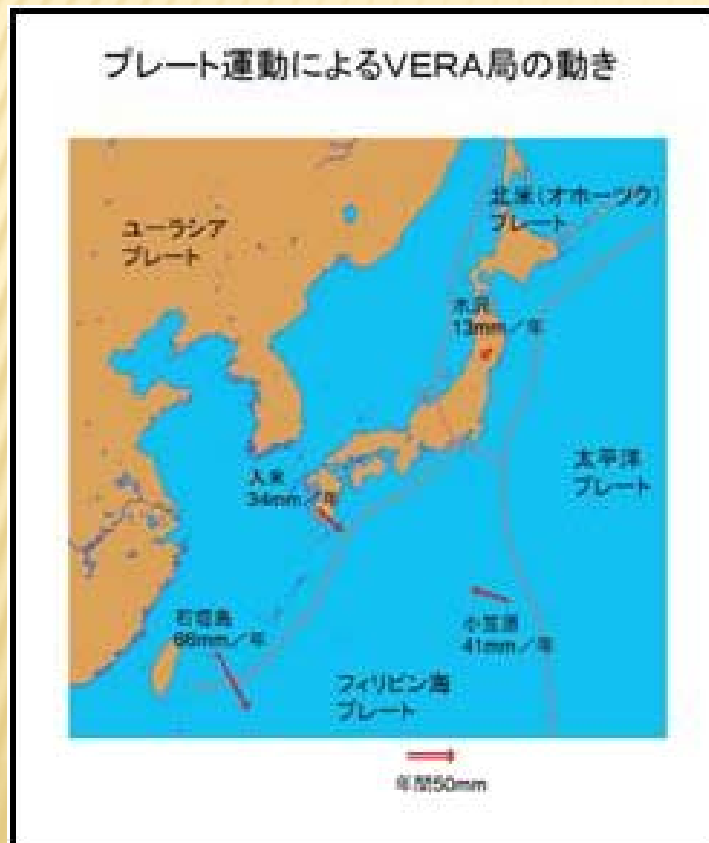 プレート運動によるVERA局の動き
ユーラシア
プレート
北米(オホーツク)
プレート
水沢
13mm/年
太平洋
プレート
入来
34mm/年
石垣島
66mm/年
小笠原
41mm/年
フィリピン海
プレート
年間50mm